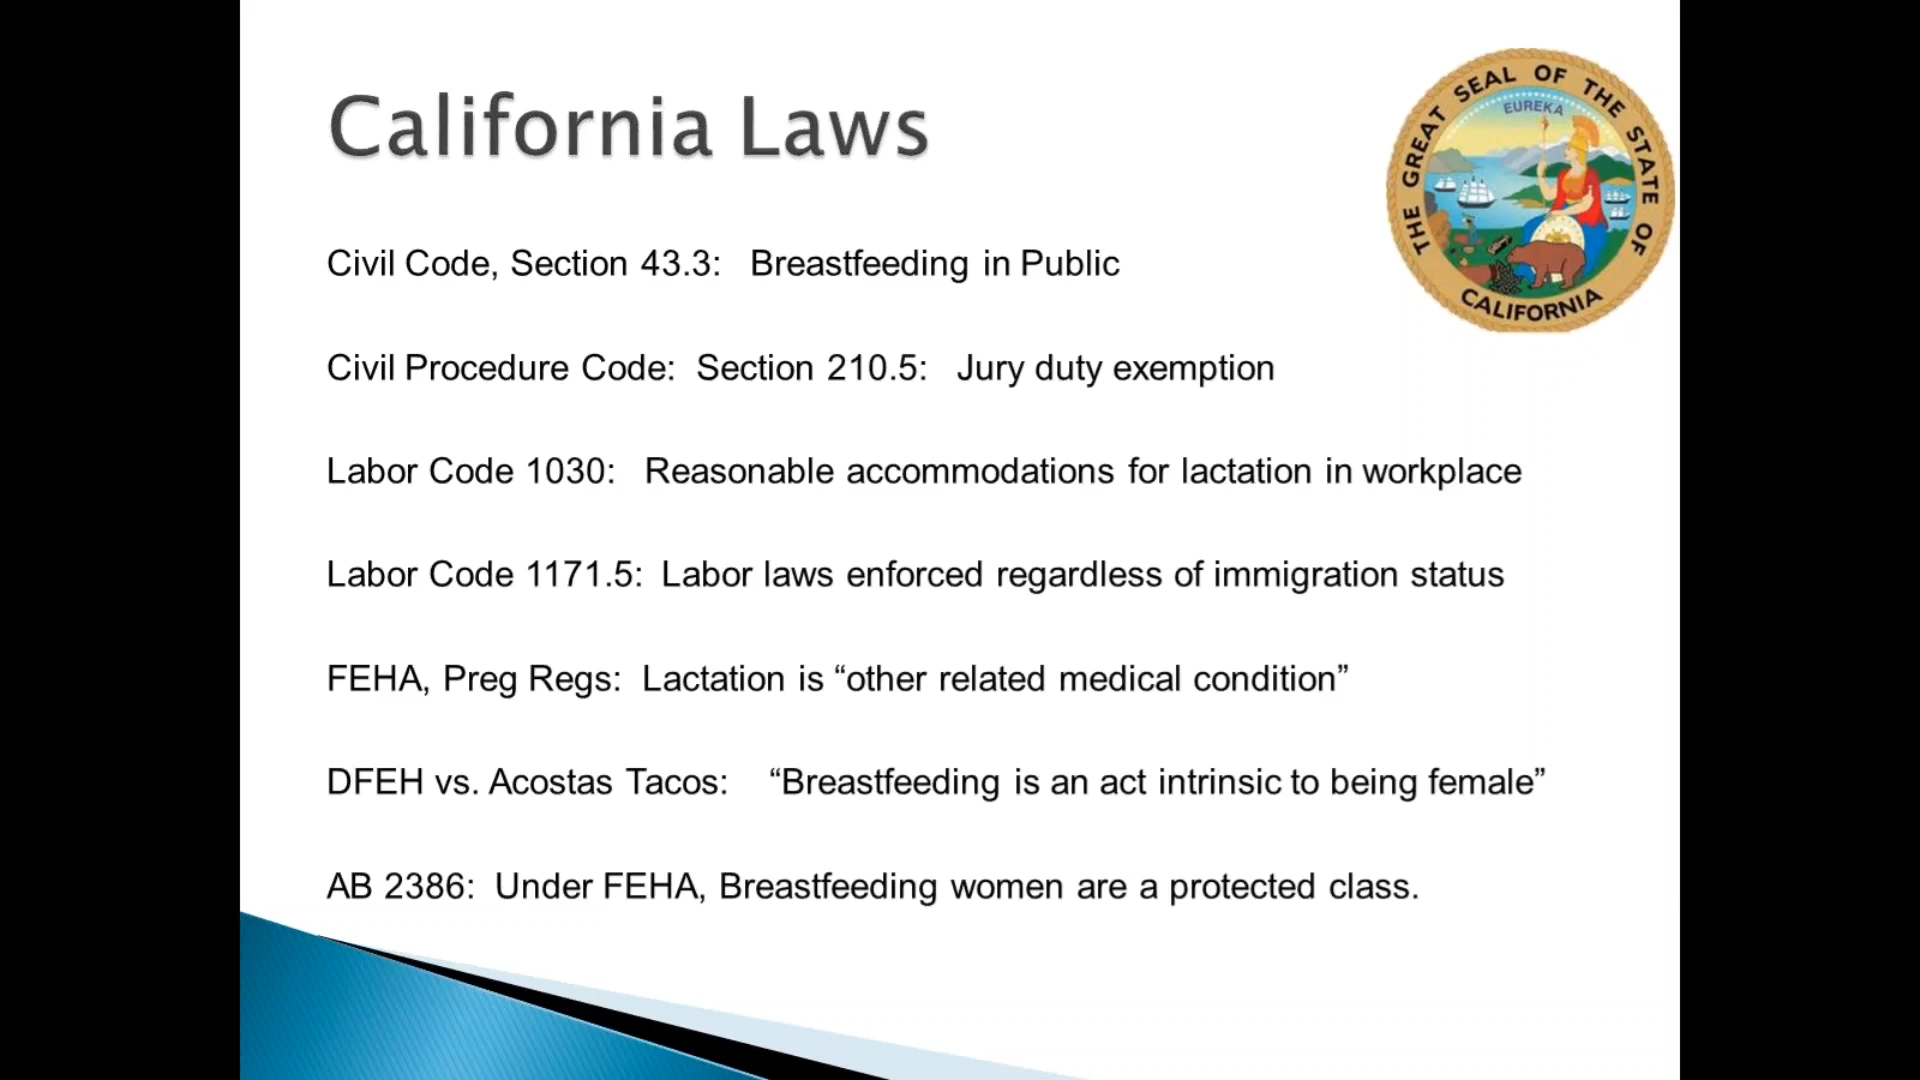 California Laws
THE GREAT SEAL OF THE STATE OF CALIFORNIA
EUREKA
Civil Code, Section 43.3: Breastfeeding in Public
Civil Procedure Code: Section 210.5: Jury duty exemption
Labor Code 1030: Reasonable accommodations for lactation in workplace
Labor Code 1171.5: Labor laws enforced regardless of immigration status
FEHA, Preg Regs: Lactation is “other related medical condition”
DFEH vs. Acostas Tacos: “Breastfeeding is an act intrinsic to being female”
AB 2386: Under FEHA, Breastfeeding women are a protected class.